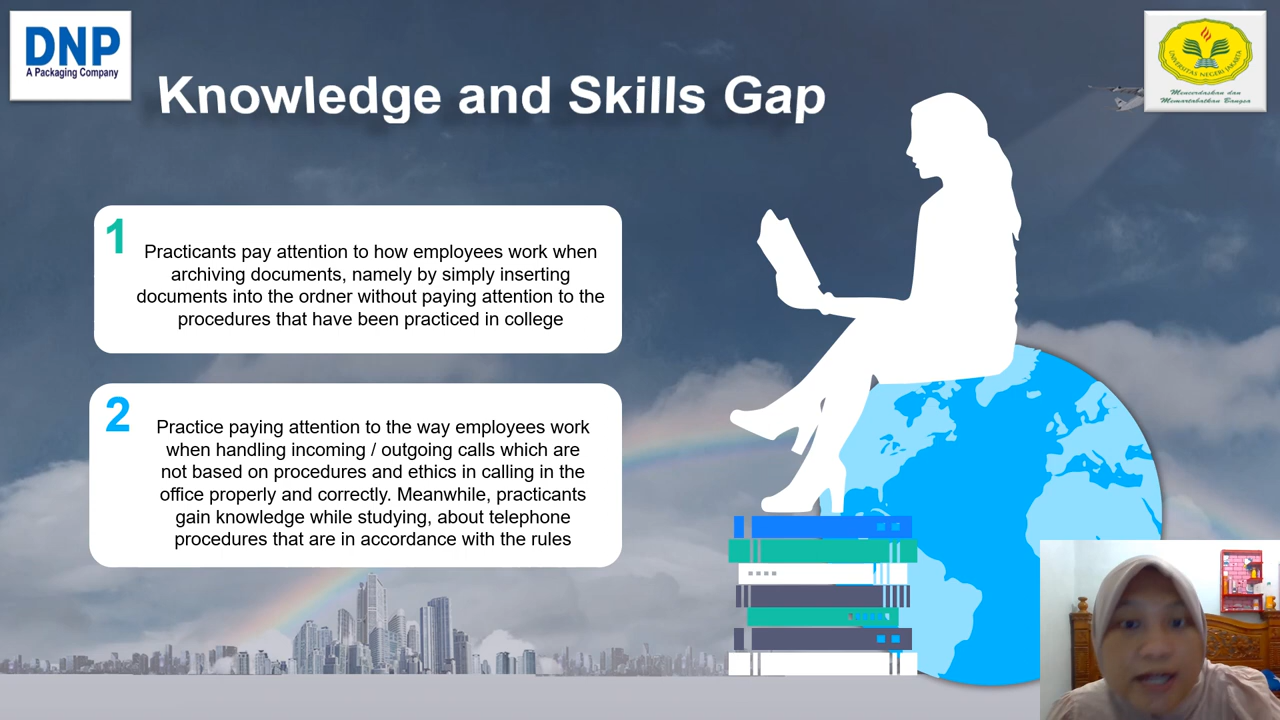 DNP
A Packaging Company
Knowledge and Skills Gap
UNIVERSITAS NEGERI JAKARTA
Mencerdaskan dan
Memartabatkan Bangsa
1
Practicants pay attention to how employees work when
archiving documents, namely by simply inserting
documents into the ordner without paying attention to the
procedures that have been practiced in college
2
Practice paying attention to the way employees work
when handling incoming / outgoing calls which are
not based on procedures and ethics in calling in the
office properly and correctly. Meanwhile, practicants
gain knowledge while studying, about telephone
procedures that are in accordance with the rules